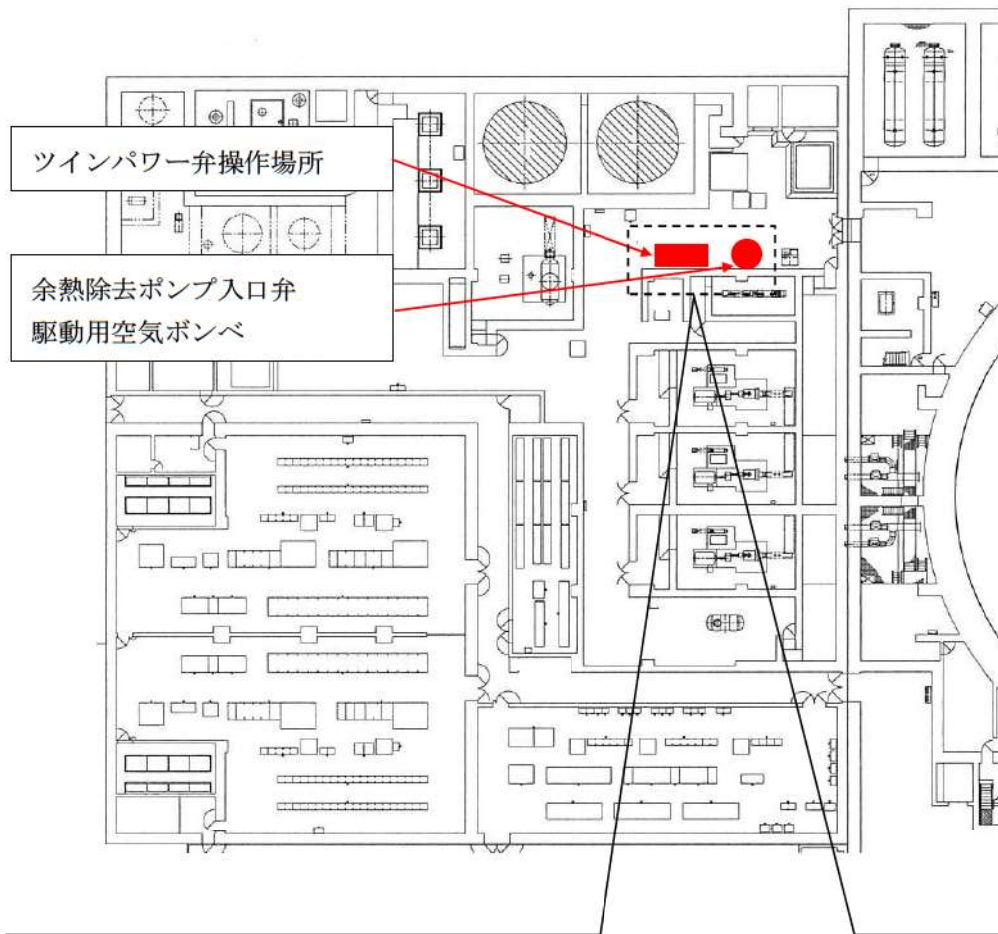 ツインパワー弁操作場所
余熱除去ポンプ入口弁
駆動用空気ボンベ